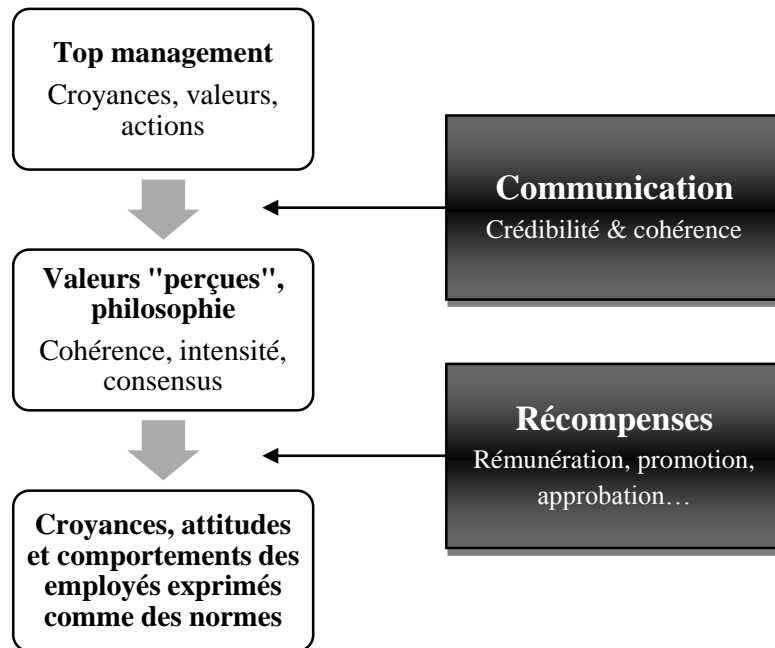 Top management
Croyances, valeurs,
actions
Communication
Crédibilité & cohérence
Valeurs "perçues",
philosophie
Cohérence, intensité,
consensus
Récompenses
Rémunération, promotion,
approbation…
Croyances, attitudes
et comportements des
employés exprimés
comme des normes